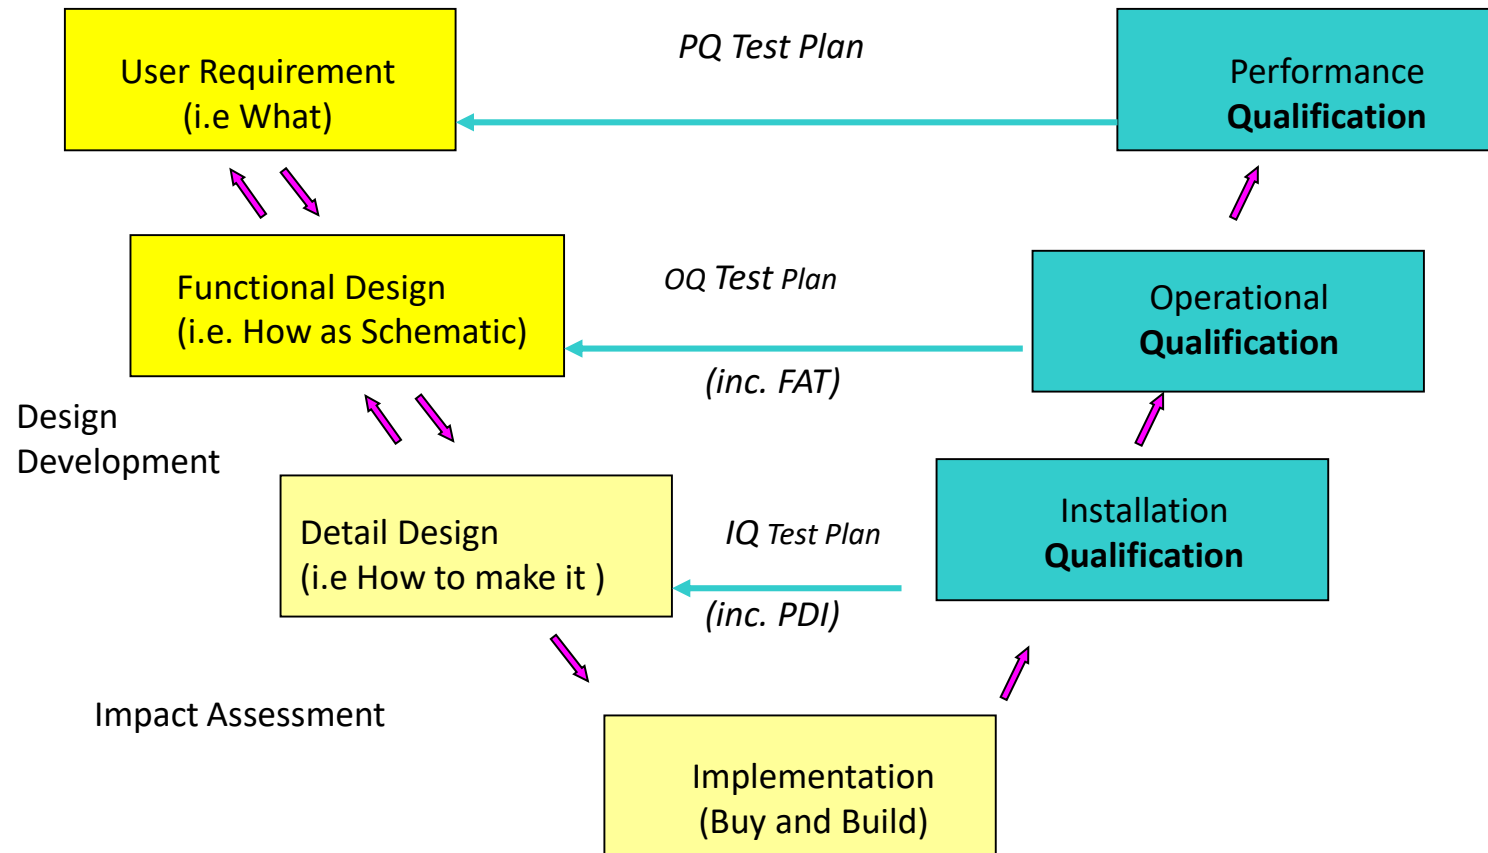 PQ Test Plan
User Requirement
(i.e What)
Performance
Qualification
Functional Design
(i.e. How as Schematic)
OQ Test Plan
(inc. FAT)
Operational
Qualification
Design
Development
Detail Design
(i.e How to make it )
IQ Test Plan
(inc. PDI)
Installation
Qualification
Impact Assessment
Implementation
(Buy and Build)